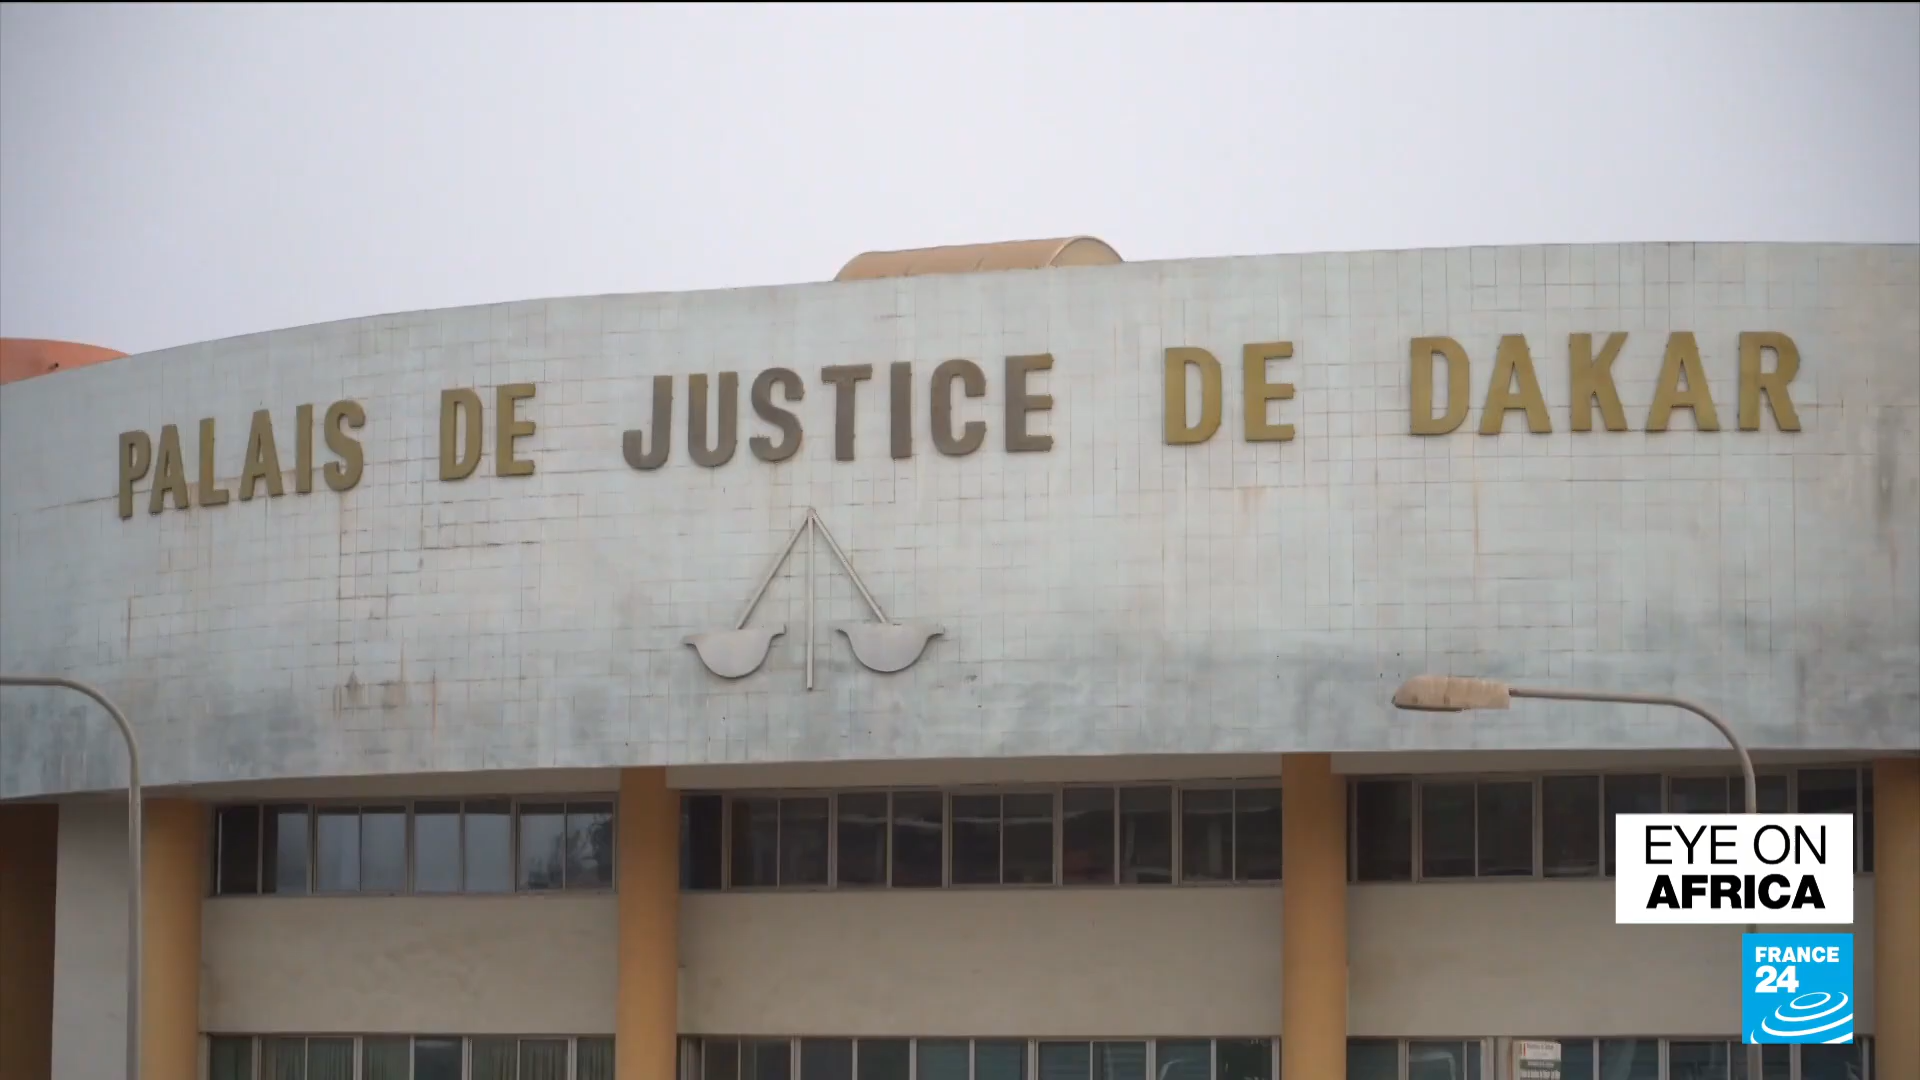 PALAIS DE JUSTICE DE DAKAR
EYE ON
AFRICA
FRANCE
24